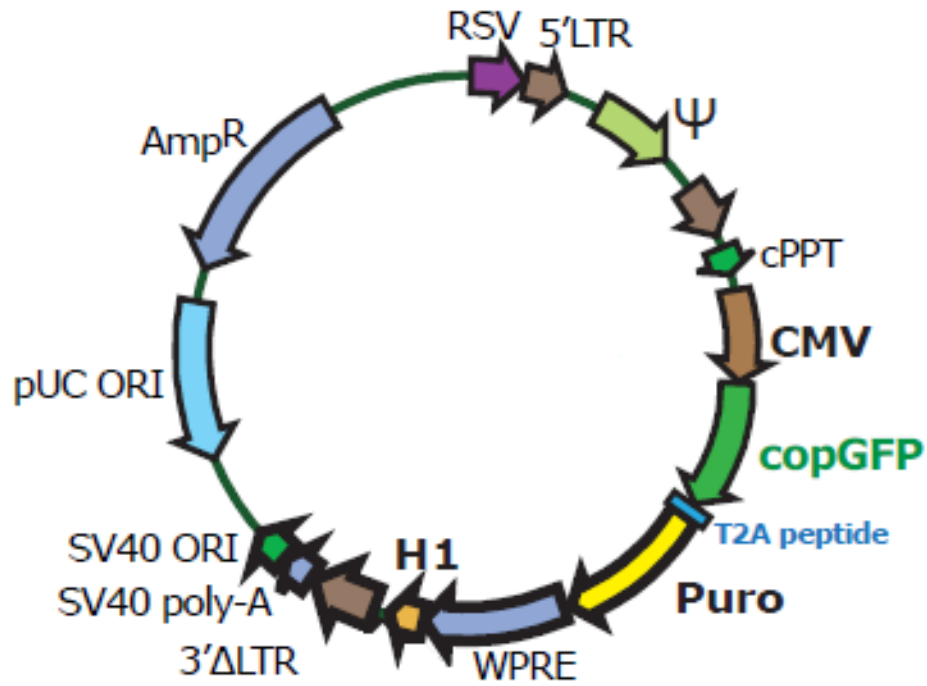 RSV
5'LTR
Ψ
cPPT
CMV
copGFP
T2A peptide
Puro
WPRE
H1
3'ΔLTR
SV40 poly-A
SV40 ORI
pUC ORI
AmpR